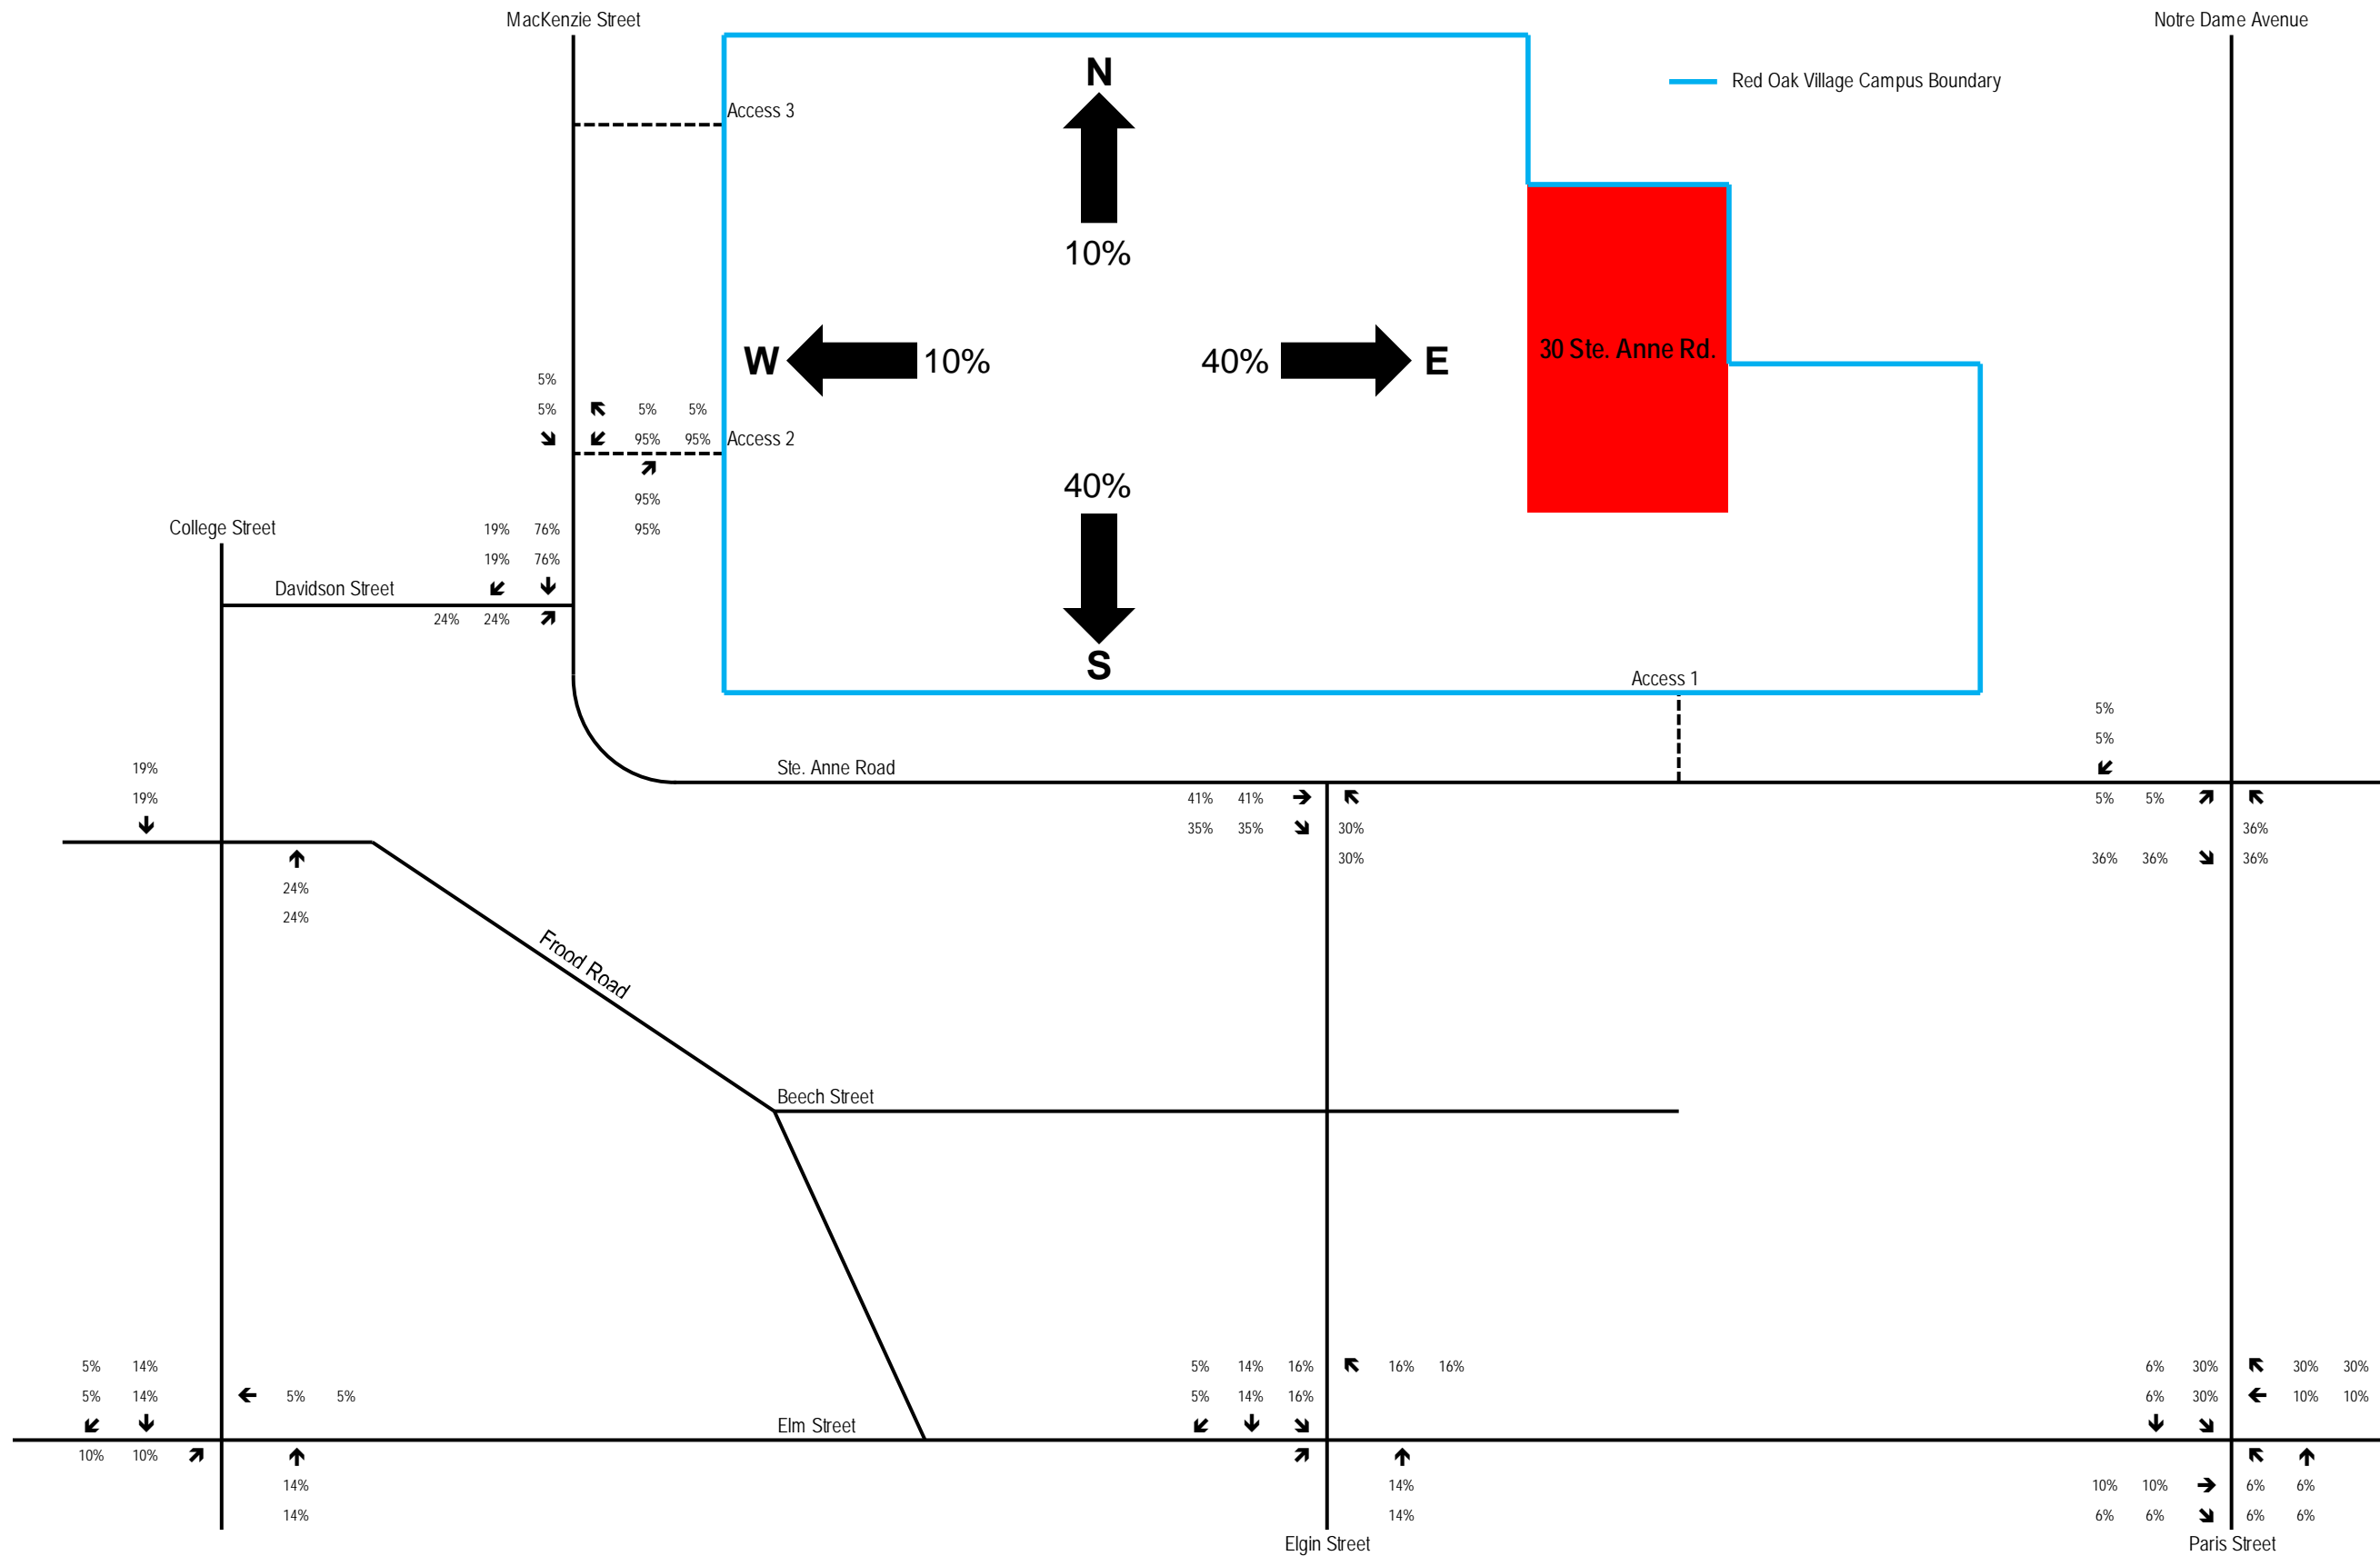 MacKenzie Street
Notre Dame Avenue
N
Red Oak Village Campus Boundary
Access 3
10%
W 10% 40% E
30 Ste. Anne Rd.
5%
5% 5% 5%
95% 95% Access 2
95%
95%
40%
S
College Street
19% 76%
19% 76%
Davidson Street
24% 24%
Access 1
5%
5%
Ste. Anne Road
19%
19%
41% 41%
35% 35% 30%
30%
5% 5%
36%
36% 36% 36%
24%
24%
Frood Road
Beech Street
5% 14%
5% 14% 5% 5%
Elm Street
10% 10%
14%
14%
5% 14% 16% 16% 16%
5% 14% 16%
14%
14%
Elgin Street
6% 30% 30% 30%
6% 30% 10% 10%
10% 10% 6% 6%
6% 6% 6% 6%
Paris Street